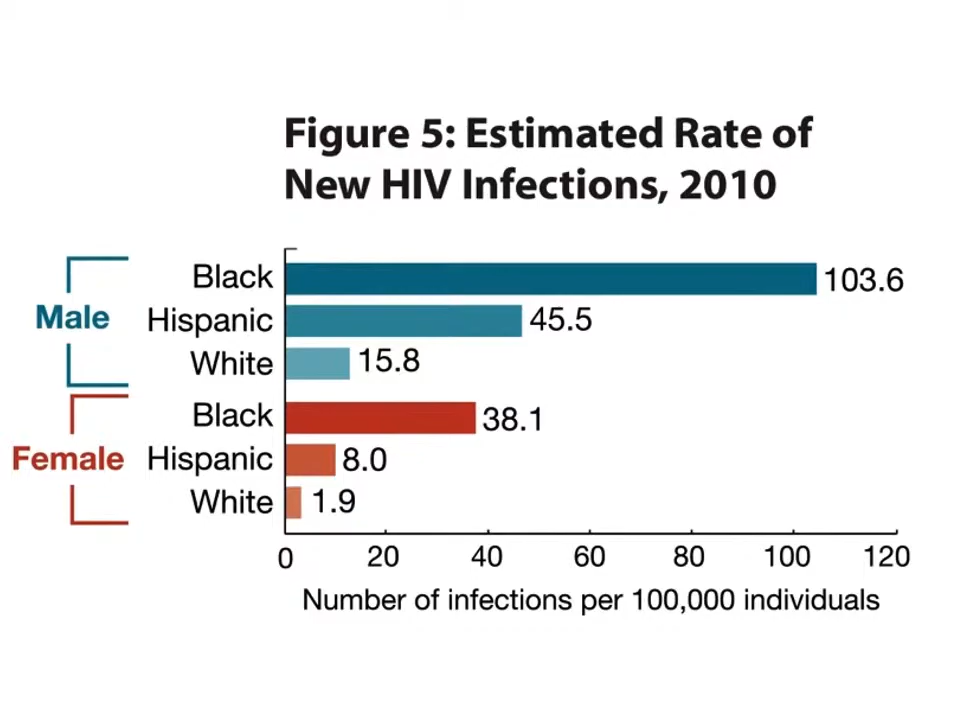 Figure 5: Estimated Rate of
New HIV Infections, 2010
Male
Black 103.6
Hispanic 45.5
White 15.8
Female
Black 38.1
Hispanic 8.0
White 1.9
0 20 40 60 80 100 120
Number of infections per 100,000 individuals